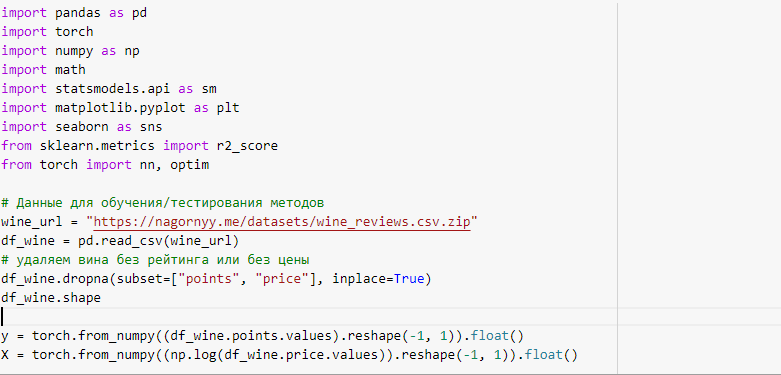 import pandas as pd
import torch
import numpy as np
import math
import statsmodels.api as sm
import matplotlib.pyplot as plt
import seaborn as sns
from sklearn.metrics import r2_score
from torch import nn, optim

# Данные для обучения/тестирования методов
wine_url = "https://nagornyy.me/datasets/wine_reviews.csv.zip"
df_wine = pd.read_csv(wine_url)
# удаляем вина без рейтинга или без цены
df_wine.dropna(subset=["points", "price"], inplace=True)
df_wine.shape

y = torch.from_numpy((df_wine.points.values).reshape(-1, 1)).float()
X = torch.from_numpy((np.log(df_wine.price.values)).reshape(-1, 1)).float()